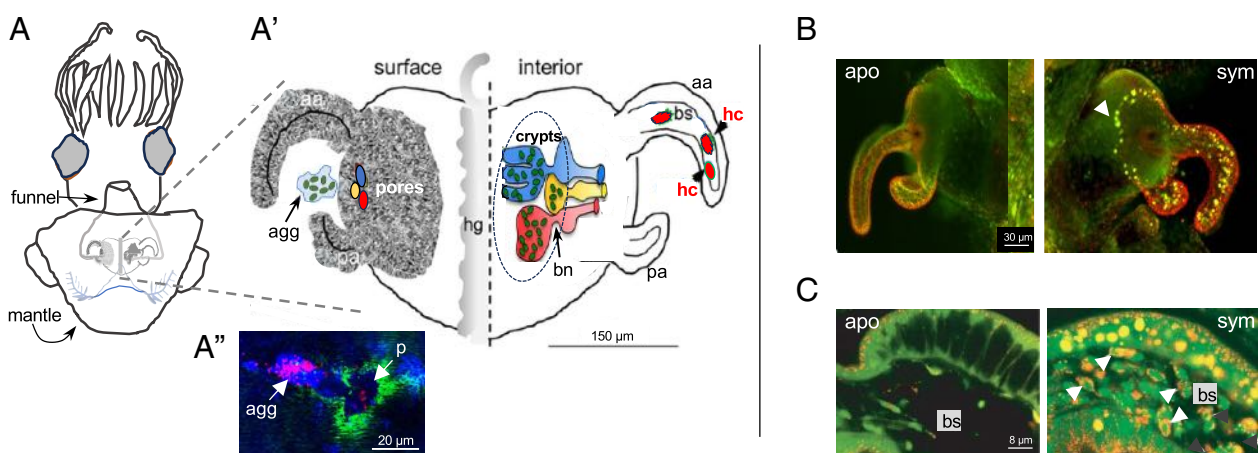 A
funnel
mantle
A'
surface
interior
aa
aa
bs
hc
crypts
pores
agg
hc
hg
pa
bn
pa
150 µm
A"
p
agg
20 µm
B
apo
sym
30 µm
C
apo
sym
bs
bs
8 µm